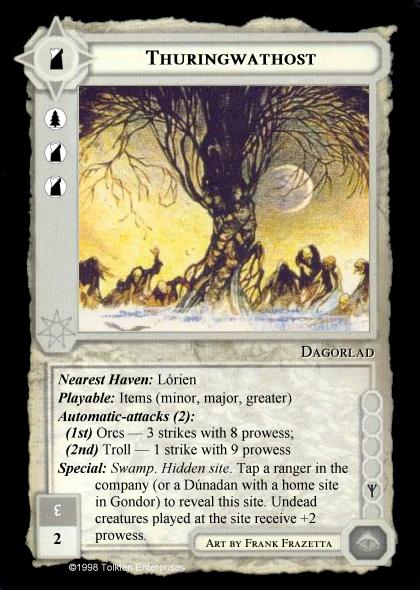 THURINGWATHOST
DAGORLAD
Nearest Haven: Lórien
Playable: Items (minor, major, greater)
Automatic-attacks (2):
(1st) Orcs — 3 strikes with 8 prowess;
(2nd) Troll — 1 strike with 9 prowess
Special: Swamp. Hidden site. Tap a ranger in the
company (or a Dúnadan with a home site
in Gondor) to reveal this site. Undead
creatures played at the site receive +2
prowess.
ε
2
ART BY FRANK FRAZETTA
©1998 Tolkien Enterprises